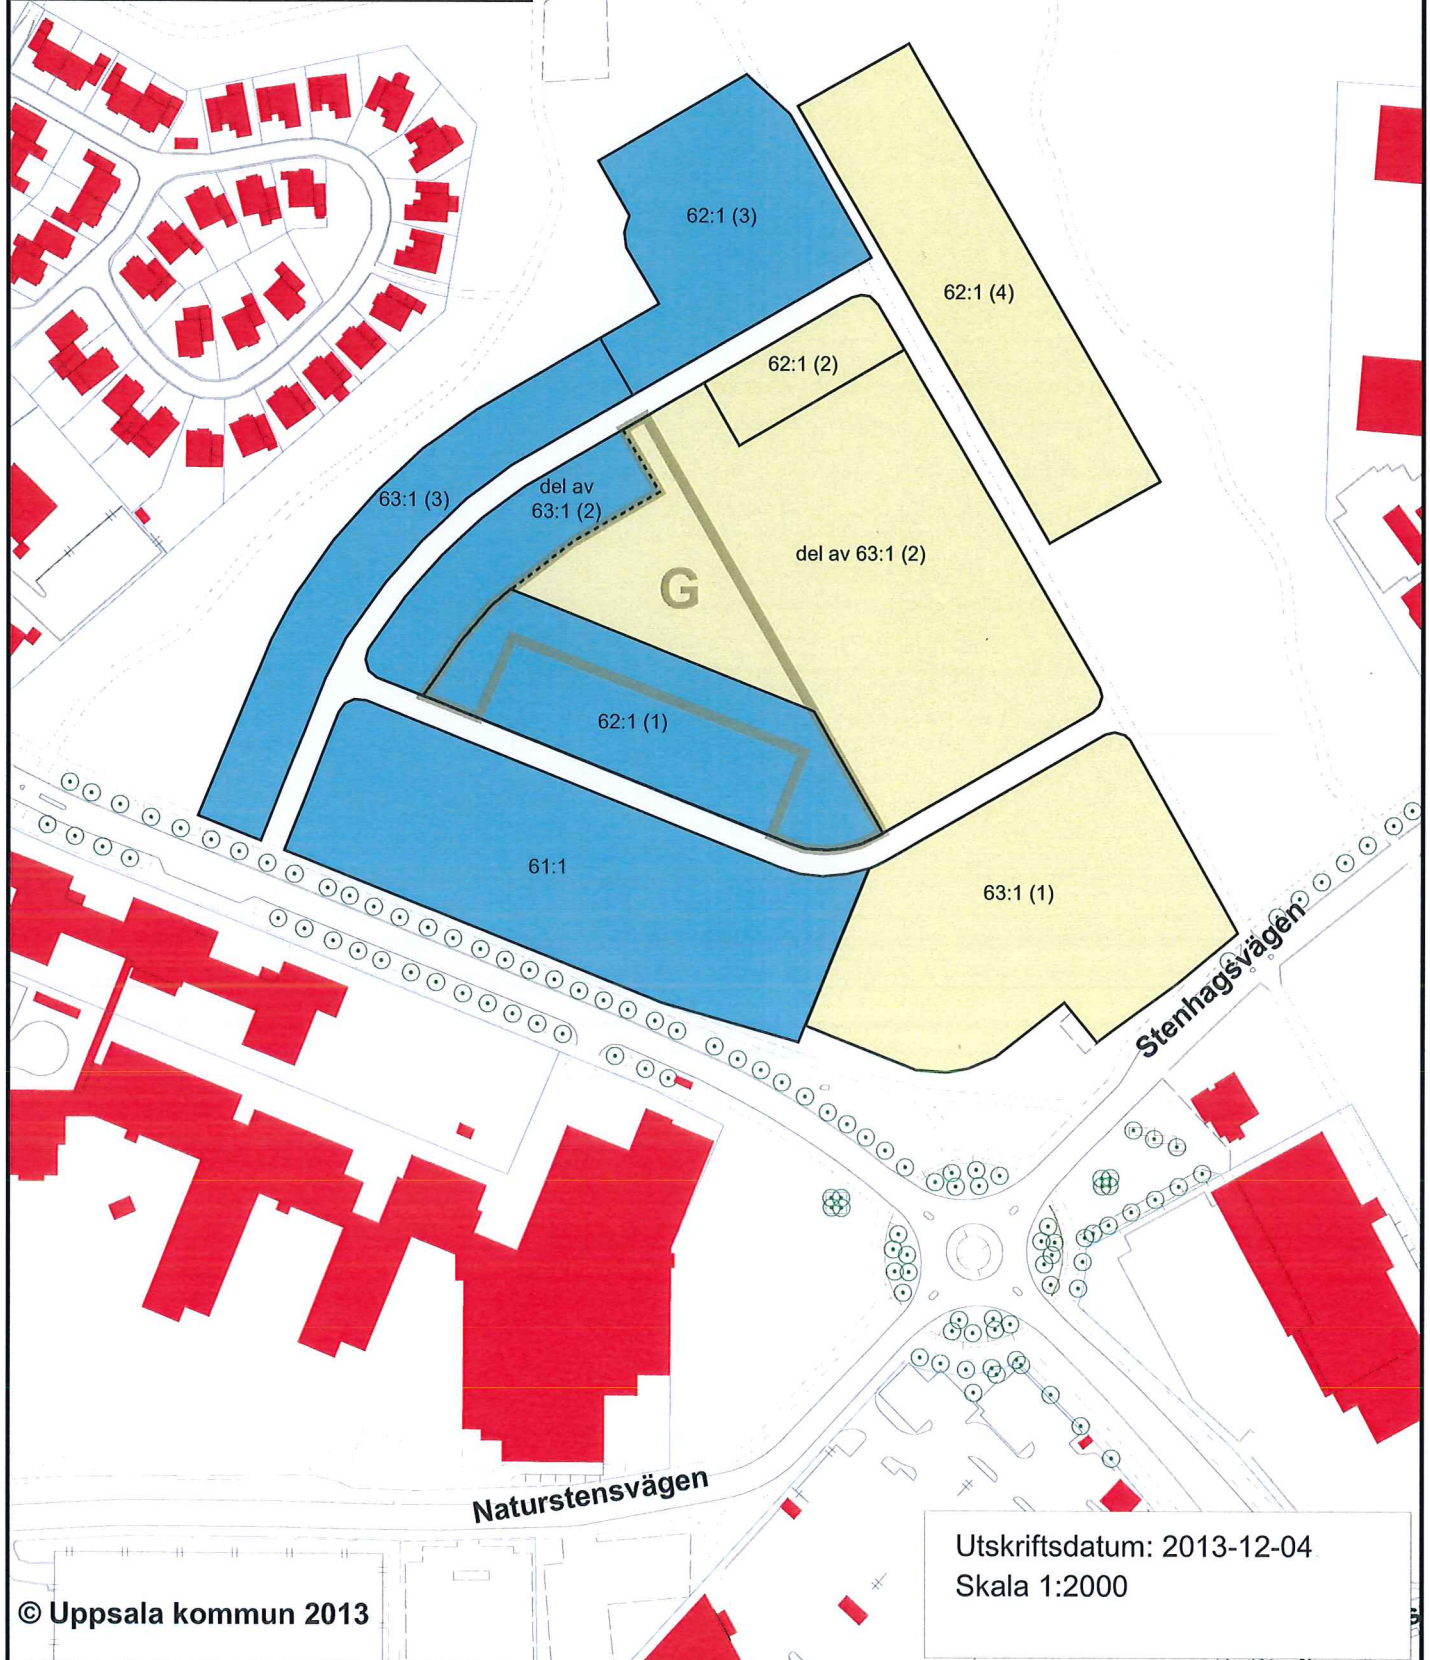 62:1 (3)
62:1 (4)
62:1 (2)
63:1 (3)
del av
63:1 (2)
del av 63:1 (2)
G
62:1 (1)
61:1
63:1 (1)
Stenhagsvägen
Naturstensvägen
Utskriftsdatum: 2013-12-04
Skala 1:2000
© Uppsala kommun 2013